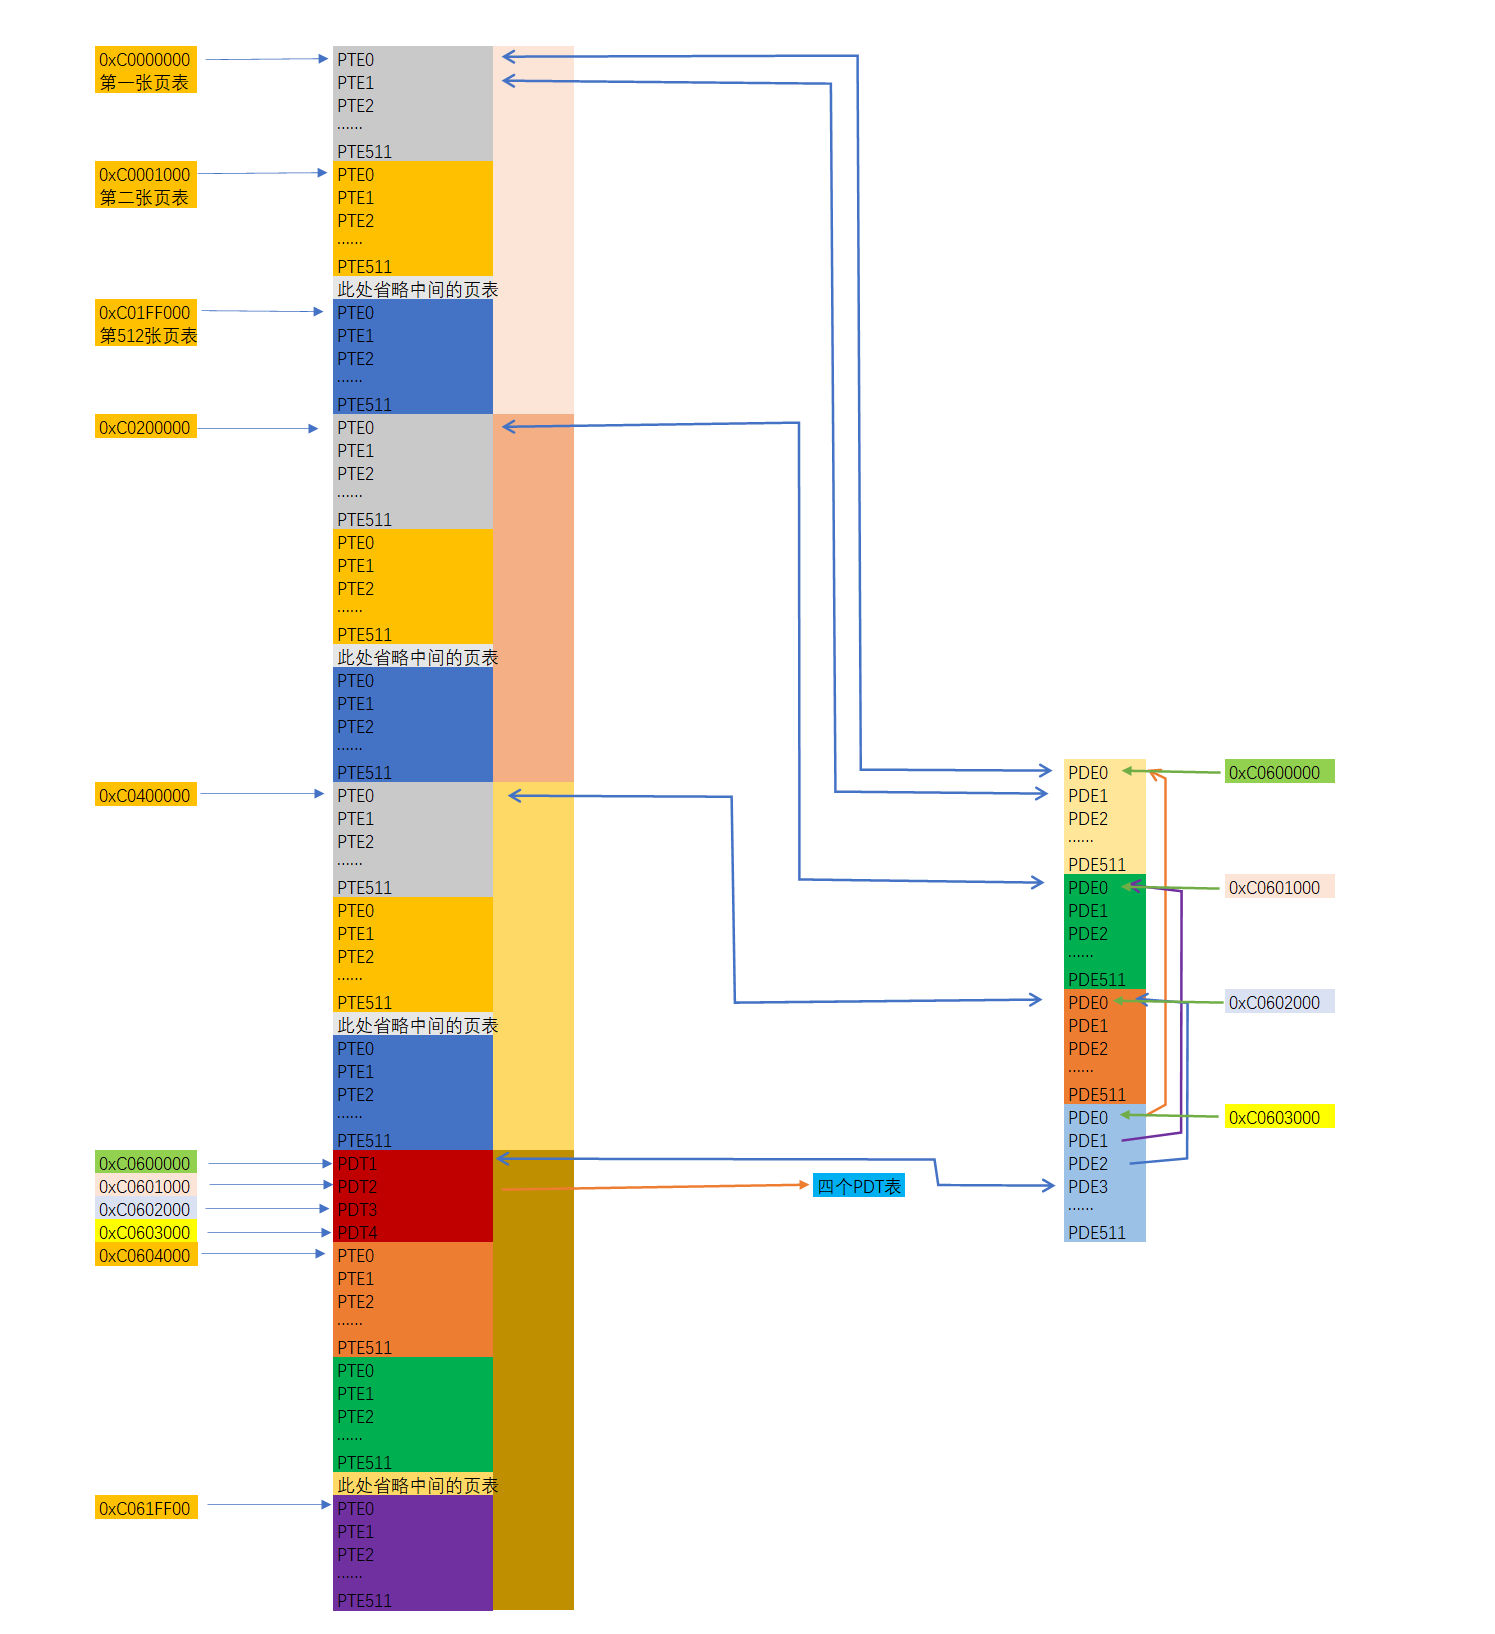 0xC0000000
第一张页表
PTE0
PTE1
PTE2
······
PTE511
0xC0001000
第二张页表
PTE0
PTE1
PTE2
······
PTE511
此处省略中间的页表
0xC01FF000
第512张页表
PTE0
PTE1
PTE2
······
PTE511
0xC0200000
PTE0
PTE1
PTE2
······
PTE511
PTE0
PTE1
PTE2
······
PTE511
此处省略中间的页表
PTE0
PTE1
PTE2
······
PTE511
0xC0400000
PTE0
PTE1
PTE2
······
PTE511
PTE0
PTE1
PTE2
······
PTE511
此处省略中间的页表
PTE0
PTE1
PTE2
······
PTE511
0xC0600000
PDT1
0xC0601000
PDT2
四个PDT表
0xC0602000
PDT3
0xC0603000
PDT4
0xC0604000
PTE0
PTE1
PTE2
······
PTE511
PTE0
PTE1
PTE2
······
PTE511
此处省略中间的页表
0xC061FF00
PTE0
PTE1
PTE2
······
PTE511
PDE0
0xC0600000
PDE1
PDE2
······
PDE511
PDE0
0xC0601000
PDE1
PDE2
······
PDE511
PDE0
0xC0602000
PDE1
PDE2
······
PDE511
PDE0
0xC0603000
PDE1
PDE2
PDE3
······
PDE511